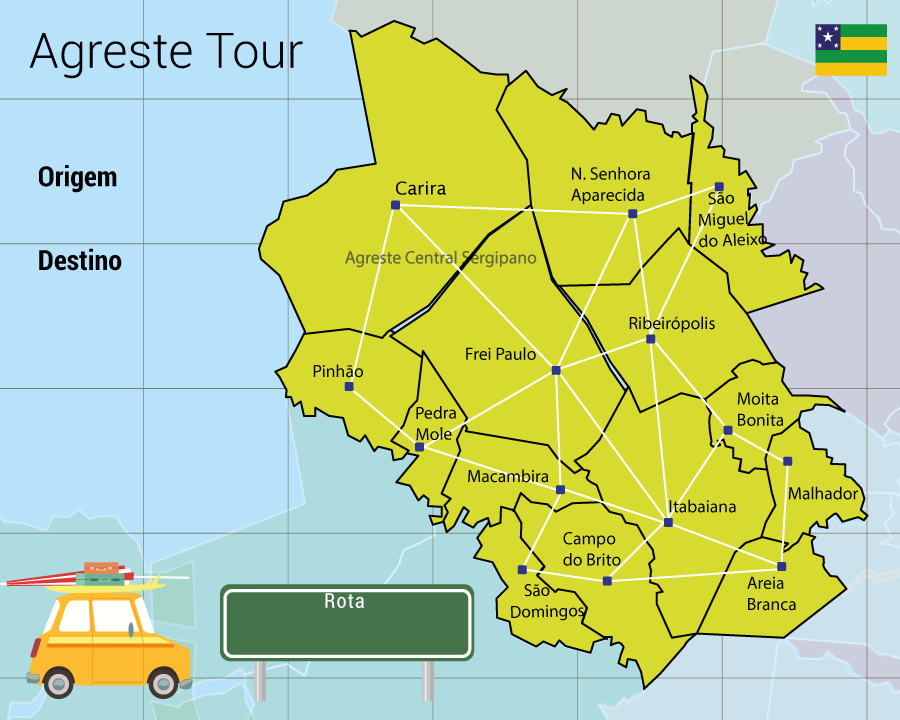 Agreste Tour
Origem
Destino
Carira
N. Senhora
Aparecida
São
Miguel
do Aleixo
Agreste Central Sergipano
Ribeirópolis
Frei Paulo
Pinhão
Pedra
Mole
Moita
Bonita
Macambira
Malhador
Itabaiana
Campo
do Brito
Areia
Branca
São
Domingos
Rota